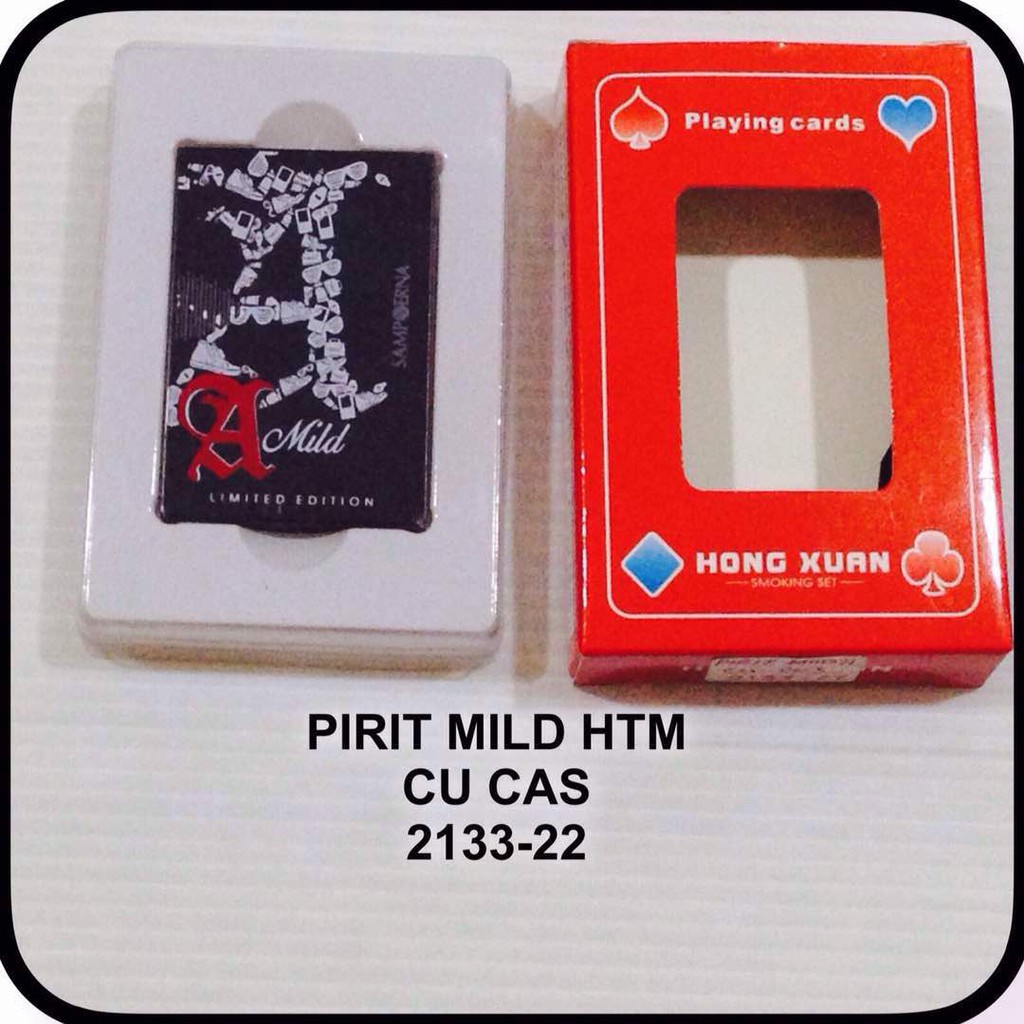 SAMPOERNA
A Mild
LIMITED EDITION
Playing cards
HONG XUAN
SMOKING SET
PIRIT MILD HTM
CU CAS
2133-22